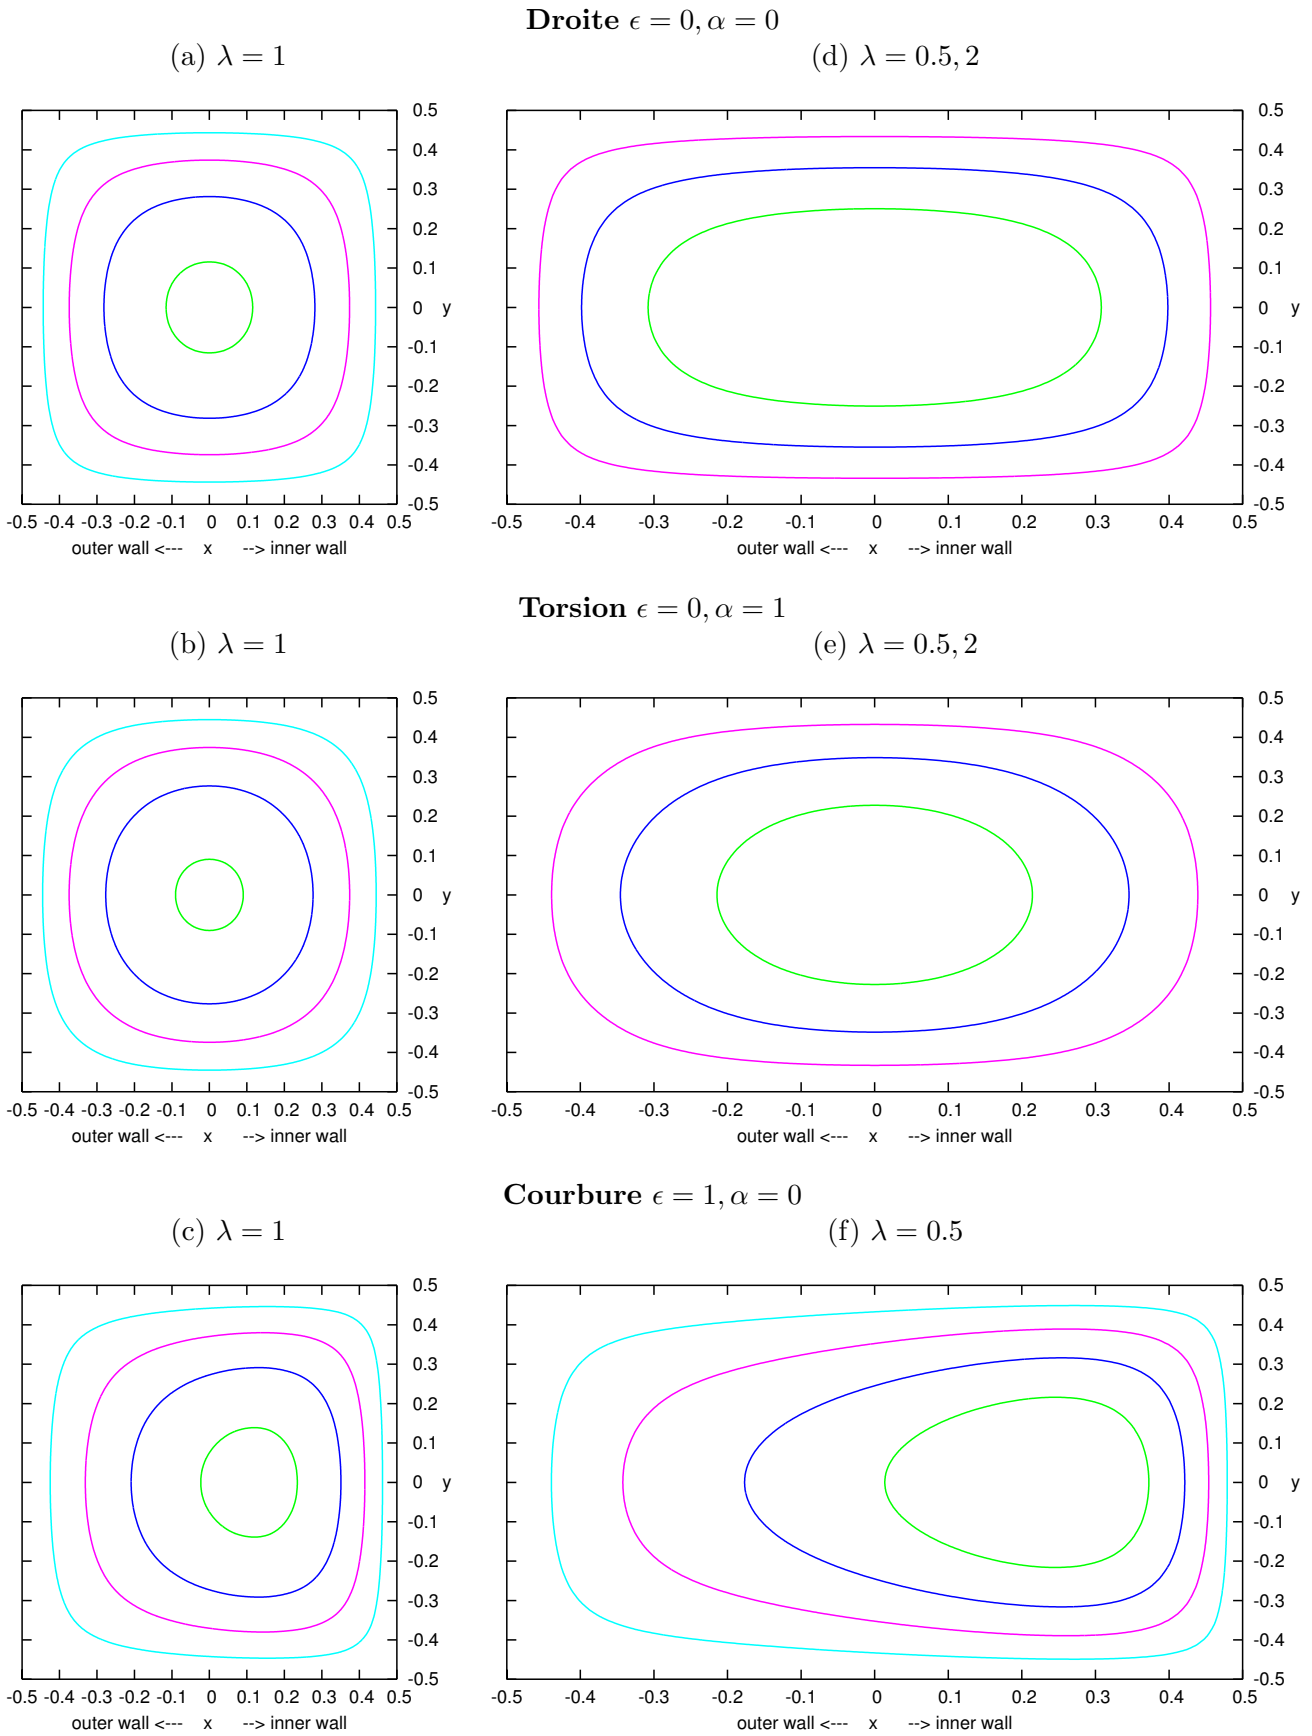 Droite ϵ = 0, α = 0
(a) λ = 1
(d) λ = 0.5, 2
0.5
0.4
0.3
0.2
0.1
0 y
-0.1
-0.2
-0.3
-0.4
-0.5
-0.5 -0.3 -0.2 -0.1 0 0.1 0.2 0.3 0.4 0.5
outer wall <--- x --> inner wall
0.5
0.4
0.3
0.2
0.1
0 y
-0.1
-0.2
-0.3
-0.4
-0.5
-0.5 -0.4 -0.3 -0.2 -0.1 0 0.1 0.2 0.3 0.4 0.5
outer wall <--- x --> inner wall
Torsion ϵ = 0, α = 1
(b) λ = 1
(e) λ = 0.5, 2
0.5
0.4
0.3
0.2
0.1
0 y
-0.1
-0.2
-0.3
-0.4
-0.5
-0.5 -0.3 -0.2 -0.1 0 0.1 0.2 0.3 0.4 0.5
outer wall <--- x --> inner wall
0.5
0.4
0.3
0.2
0.1
0 y
-0.1
-0.2
-0.3
-0.4
-0.5
-0.5 -0.4 -0.3 -0.2 -0.1 0 0.1 0.2 0.3 0.4 0.5
outer wall <--- x --> inner wall
Courbure ϵ = 1, α = 0
(c) λ = 1
(f) λ = 0.5
0.5
0.4
0.3
0.2
0.1
0 y
-0.1
-0.2
-0.3
-0.4
-0.5
-0.5 -0.3 -0.2 -0.1 0 0.1 0.2 0.3 0.4 0.5
outer wall <--- x --> inner wall
0.5
0.4
0.3
0.2
0.1
0 y
-0.1
-0.2
-0.3
-0.4
-0.5
-0.5 -0.4 -0.3 -0.2 -0.1 0 0.1 0.2 0.3 0.4 0.5
outer wall <--- x --> inner wall